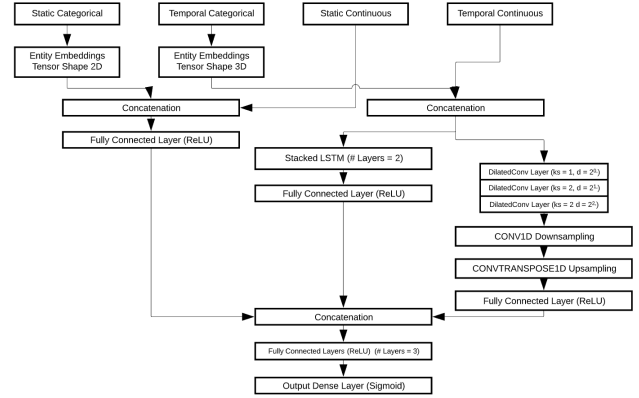 Static Categorical
Temporal Categorical
Static Continuous
Temporal Continuous
Entity Embeddings
Tensor Shape 2D
Entity Embeddings
Tensor Shape 3D
Concatenation
Concatenation
Fully Connected Layer (ReLU)
Stacked LSTM (# Layers = 2)
Fully Connected Layer (ReLU)
DilatedConv Layer (ks = 1, d = 2⁰·)
DilatedConv Layer (ks = 2, d = 2¹·)
DilatedConv Layer (ks = 2 d = 2²·)
CONV1D Downsampling
CONVTRANSPOSE1D Upsampling
Fully Connected Layer (ReLU)
Concatenation
Fully Connected Layers (ReLU) (# Layers = 3)
Output Dense Layer (Sigmoid)